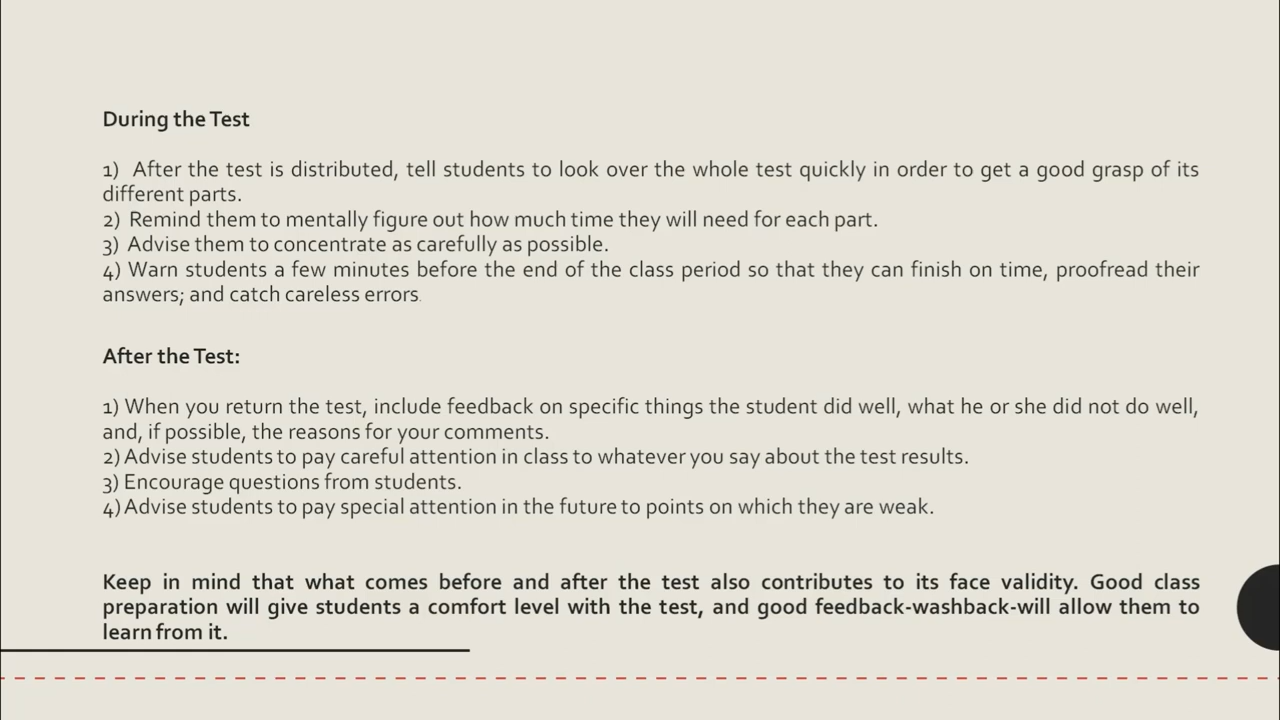 During the Test
1) After the test is distributed, tell students to look over the whole test quickly in order to get a good grasp of its
different parts.
2) Remind them to mentally figure out how much time they will need for each part.
3) Advise them to concentrate as carefully as possible.
4) Warn students a few minutes before the end of the class period so that they can finish on time, proofread their
answers; and catch careless errors.
After the Test:
1) When you return the test, include feedback on specific things the student did well, what he or she did not do well,
and, if possible, the reasons for your comments.
2) Advise students to pay careful attention in class to whatever you say about the test results.
3) Encourage questions from students.
4) Advise students to pay special attention in the future to points on which they are weak.
Keep in mind that what comes before and after the test also contributes to its face validity. Good class
preparation will give students a comfort level with the test, and good feedback-washback-will allow them to
learn from it.